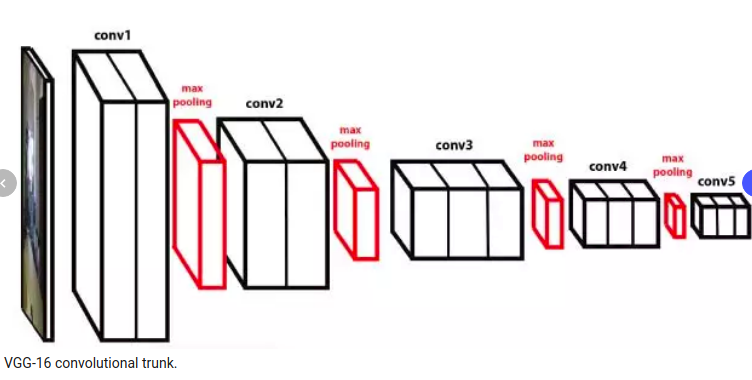 conv1
max
pooling
conv2
max
pooling
conv3
max
pooling
conv4
max
pooling
conv5
VGG-16 convolutional trunk.